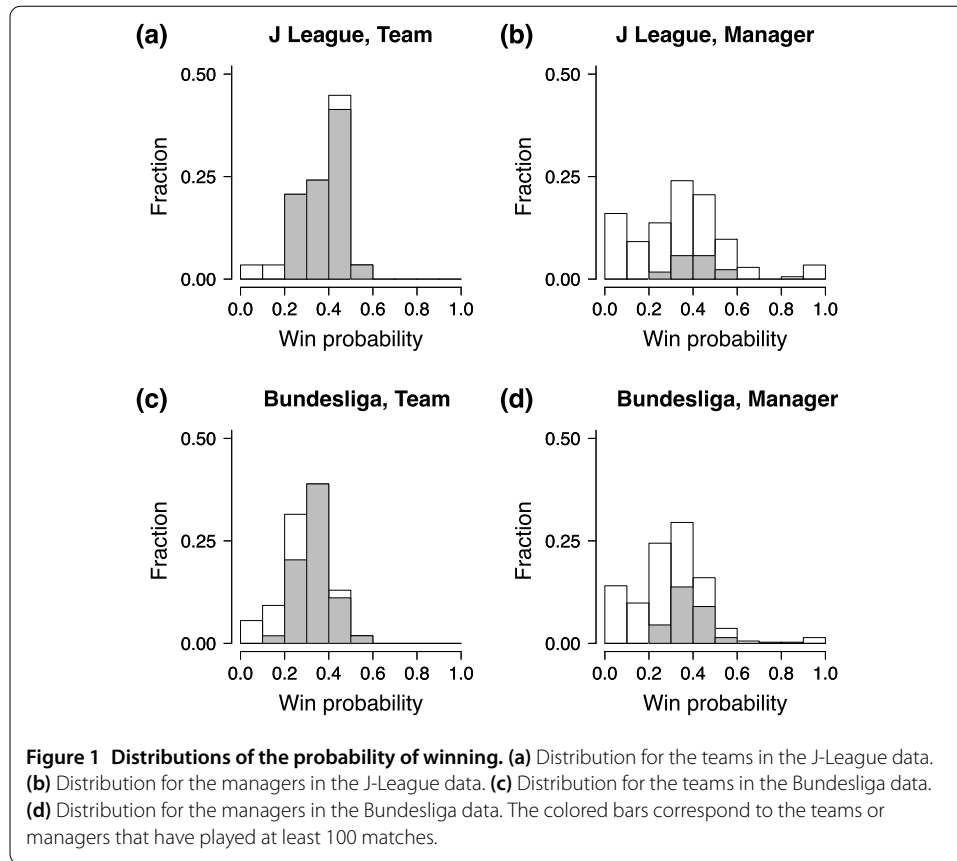 (a) J League, Team
0.50
0.25
0.00
Fraction
0.0 0.2 0.4 0.6 0.8 1.0
Win probability
(b) J League, Manager
0.50
0.25
0.00
Fraction
0.0 0.2 0.4 0.6 0.8 1.0
Win probability
(c) Bundesliga, Team
0.50
0.25
0.00
Fraction
0.0 0.2 0.4 0.6 0.8 1.0
Win probability
(d) Bundesliga, Manager
0.50
0.25
0.00
Fraction
0.0 0.2 0.4 0.6 0.8 1.0
Win probability
Figure 1 Distributions of the probability of winning. (a) Distribution for the teams in the J-League data.
(b) Distribution for the managers in the J-League data. (c) Distribution for the teams in the Bundesliga data.
(d) Distribution for the managers in the Bundesliga data. The colored bars correspond to the teams or
managers that have played at least 100 matches.